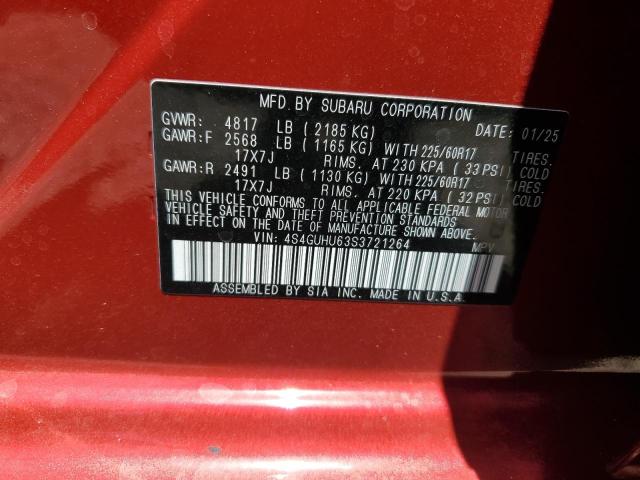 MFD. BY SUBARU CORPORATION
GVWR: 4817 LB ( 2185 KG) DATE: 01/25
GAWR:F 2568 LB ( 1165 KG) WITH 225/60R17 TIRES.
17X7J RIMS. AT 230 KPA ( 33 PSI) COLD
GAWR:R 2491 LB ( 1130 KG) WITH 225/60R17 TIRES.
17X7J RIMS. AT 220 KPA ( 32 PSI) COLD
THIS VEHICLE CONFORMS TO ALL APPLICABLE FEDERAL MOTOR
VEHICLE SAFETY AND THEFT PREVENTION STANDARDS
IN EFFECT ON THE DATE OF MANUFACTURE SHOWN ABOVE.
VIN: 4S4GUHU63S3721264 MPV
ASSEMBLED BY SIA INC. MADE IN U.S.A.